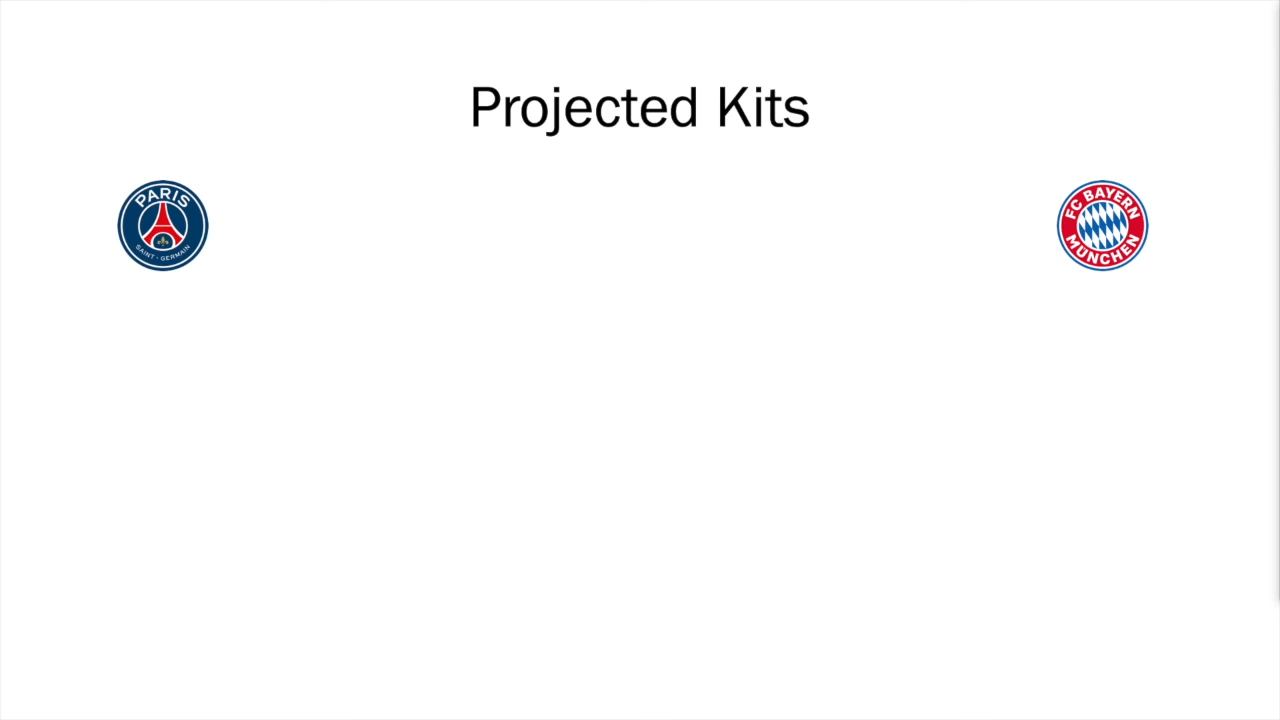 Projected Kits
PARIS
SAINT - GERMAIN
FC BAYERN
MÜNCHEN